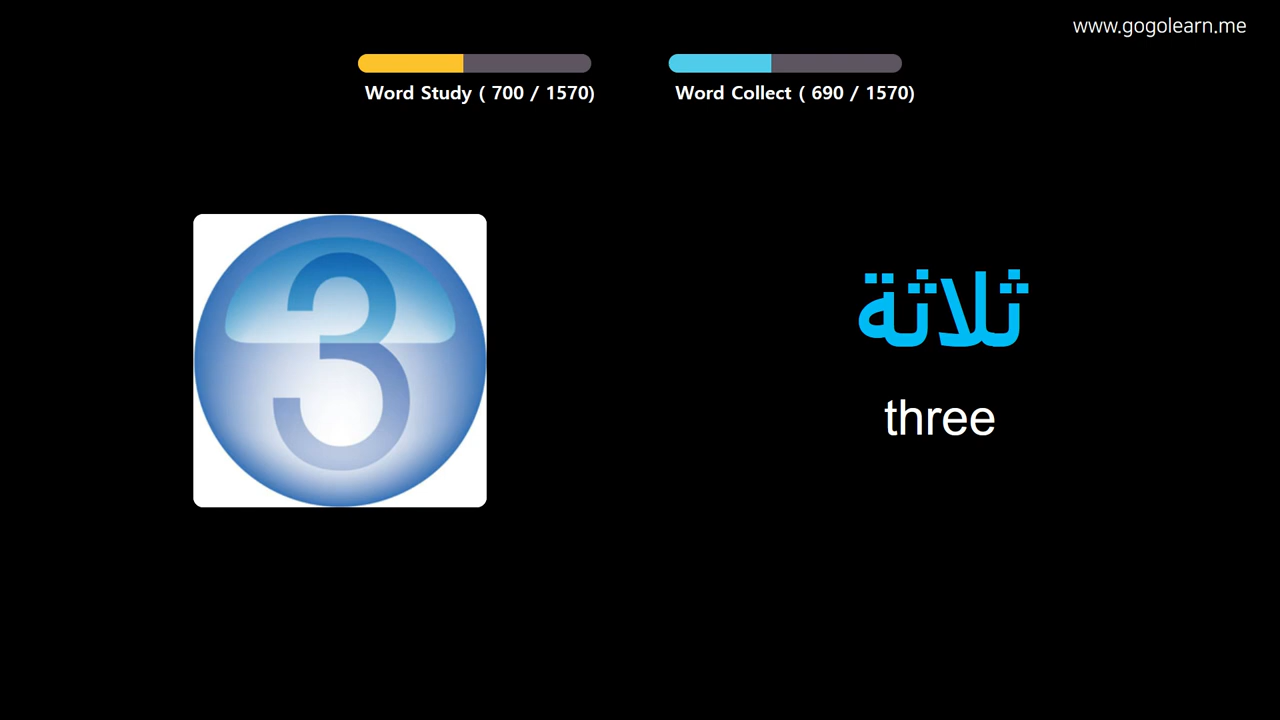 www.gogolearn.me
Word Study ( 700 / 1570)
Word Collect ( 690 / 1570)
3
ثلاثة
three